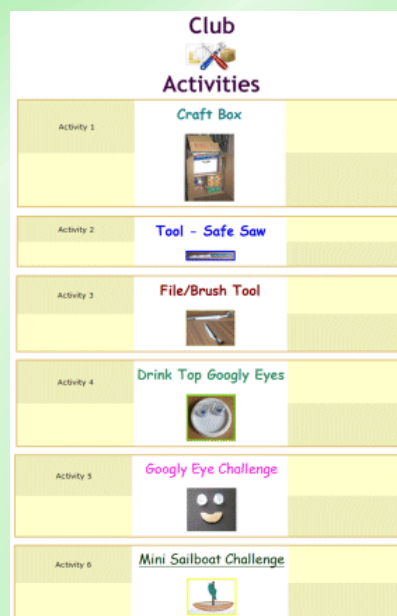 Club
Activities
Activity 1
Craft Box
Activity 2
Tool - Safe Saw
Activity 3
File/Brush Tool
Activity 4
Drink Top Googly Eyes
Activity 5
Googly Eye Challenge
Activity 6
Mini Sailboat Challenge